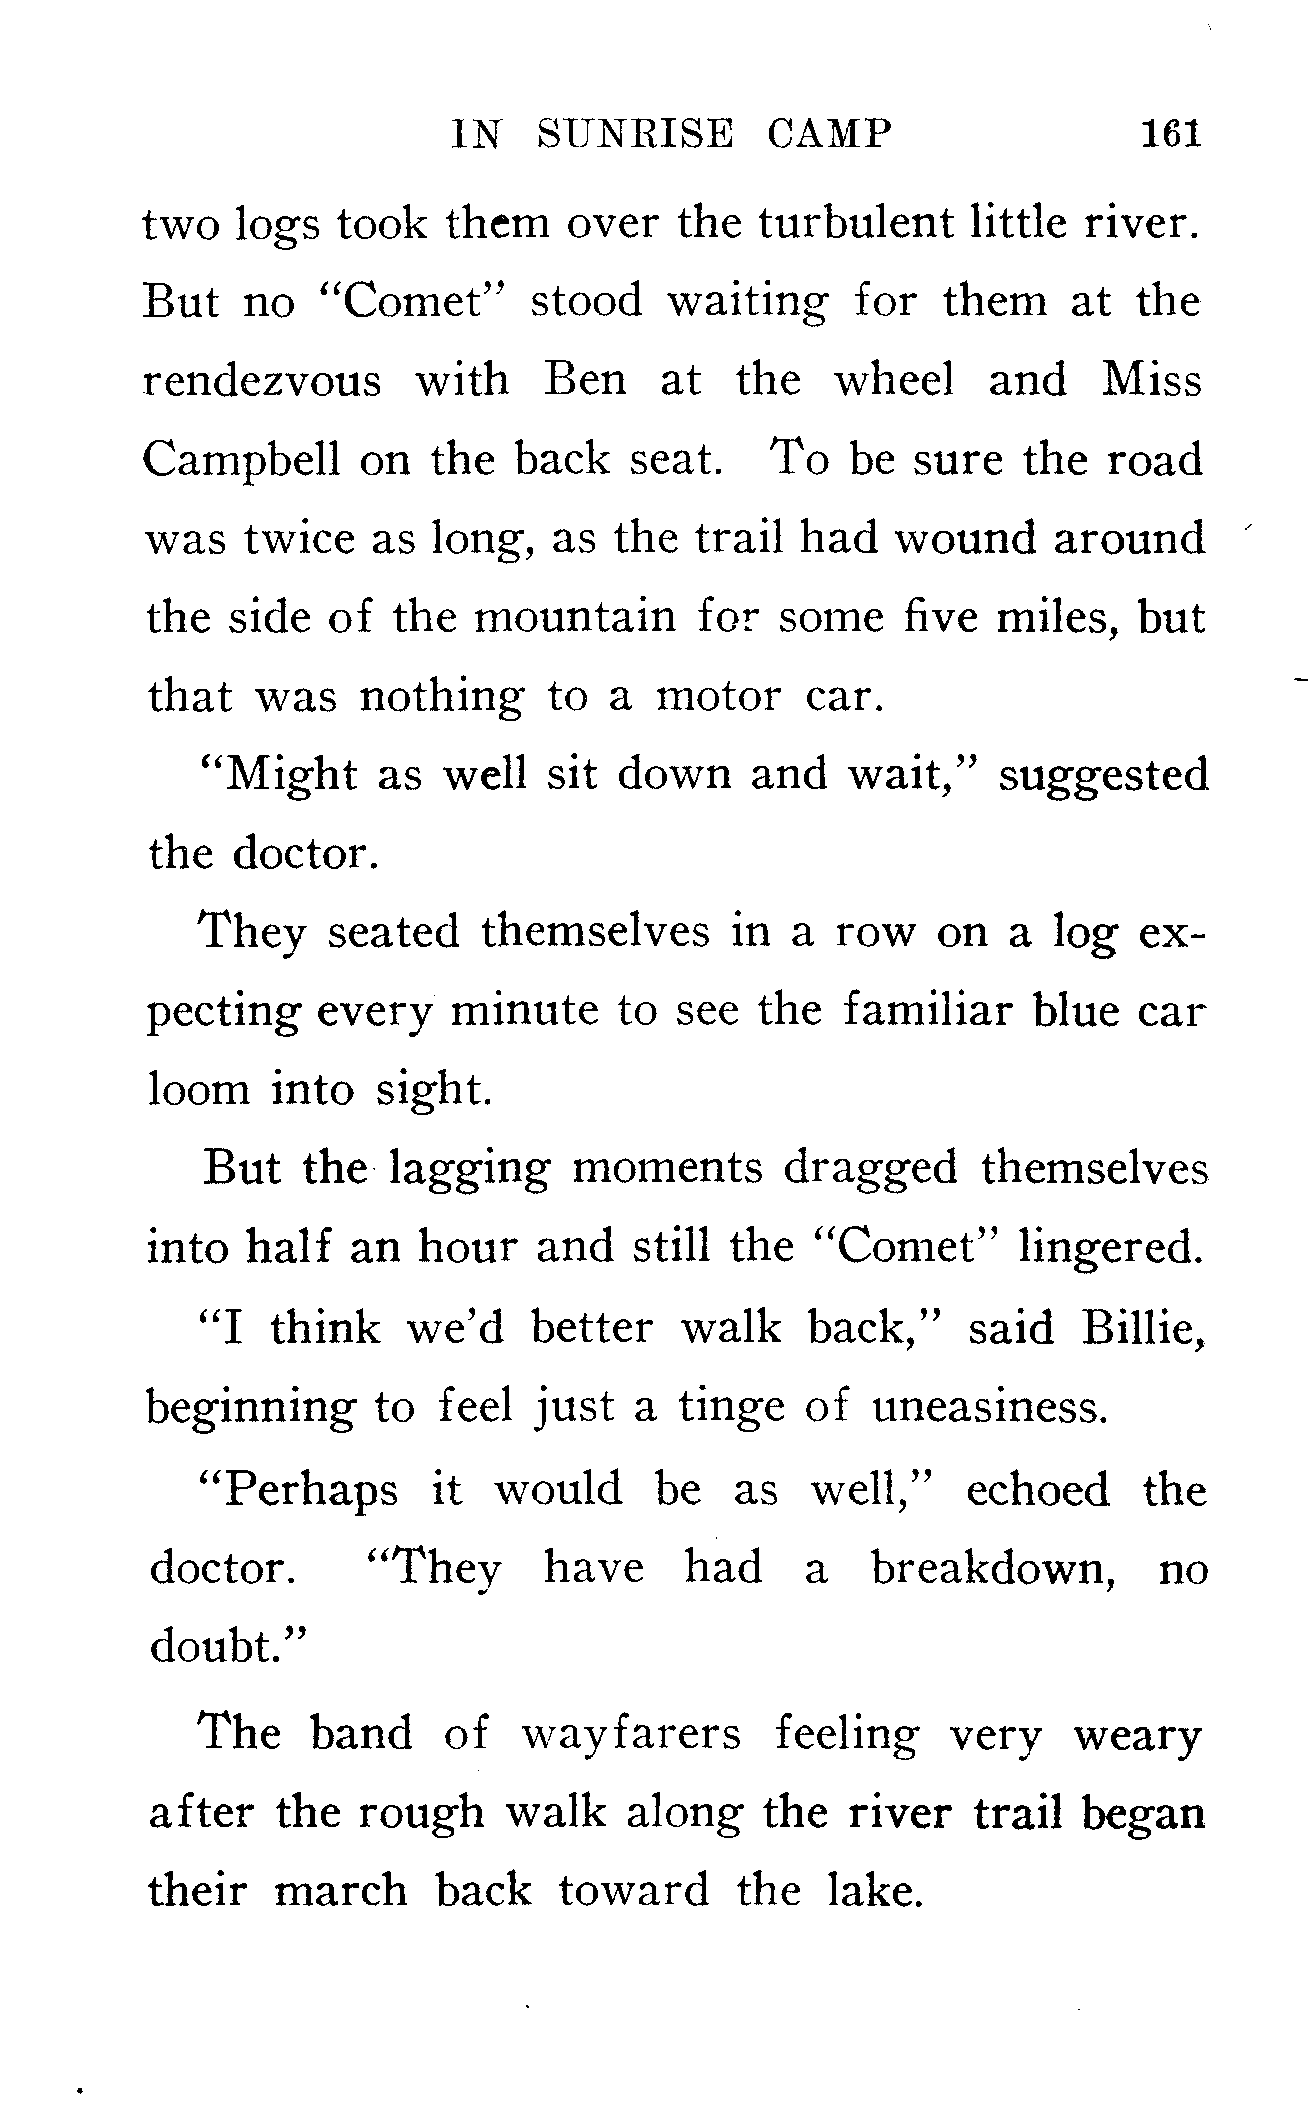 IN SUNRISE CAMP 161
two logs took them over the turbulent little river.
But no “Comet” stood waiting for them at the
rendezvous with Ben at the wheel and Miss
Campbell on the back seat. To be sure the road
was twice as long, as the trail had wound around
the side of the mountain for some five miles, but
that was nothing to a motor car.
“Might as well sit down and wait,” suggested
the doctor.
They seated themselves in a row on a log ex-
pecting every minute to see the familiar blue car
loom into sight.
But the lagging moments dragged themselves
into half an hour and still the “Comet” lingered.
“I think we’d better walk back,” said Billie,
beginning to feel just a tinge of uneasiness.
“Perhaps it would be as well,” echoed the
doctor. “They have had a breakdown, no
doubt.”
The band of wayfarers feeling very weary
after the rough walk along the river trail began
their march back toward the lake.